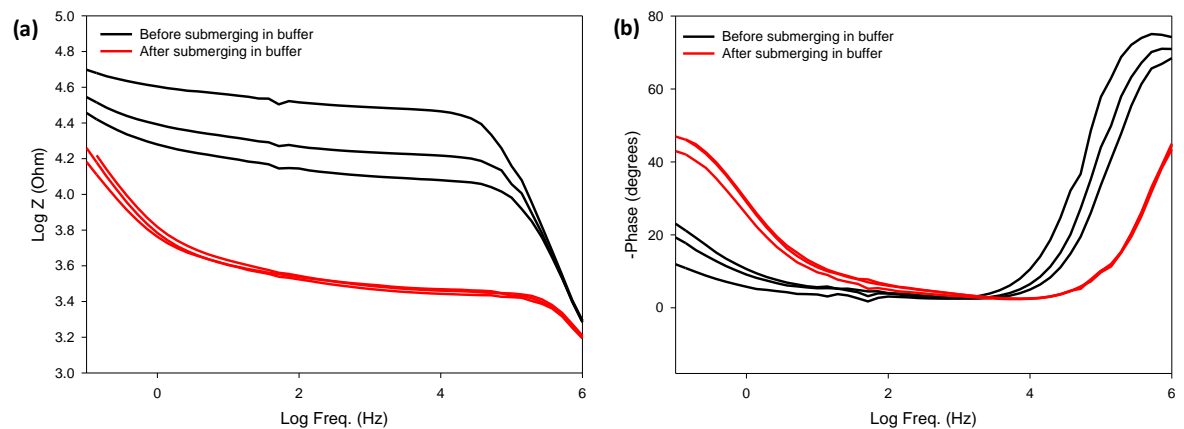 (a)
5.0
4.8
4.6
4.4
4.2
4.0
3.8
3.6
3.4
3.2
3.0
Log Z (Ohm)
Before submerging in buffer
After submerging in buffer
0
2
4
6
Log Freq. (Hz)
(b)
80
60
40
20
0
-Phase (degrees)
Before submerging in buffer
After submerging in buffer
0
2
4
6
Log Freq. (Hz)